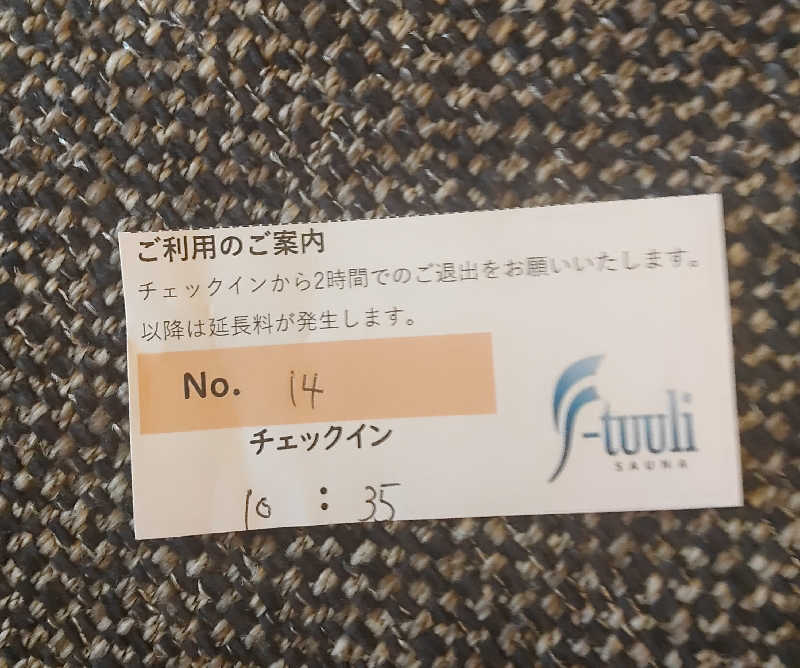 ご利用のご案内
チェックインから2時間でのご退出をお願いいたします。
以降は延長料が発生します。
No. 14
チェックイン
10 : 35
f-tuuli
SAUNA